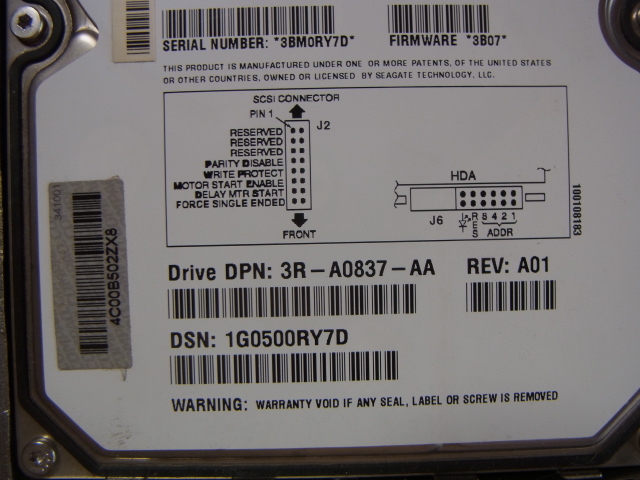 SERIAL NUMBER: *3BM0RY7D*
FIRMWARE *3B07*
THIS PRODUCT IS MANUFACTURED UNDER ONE OR MORE PATENTS, OF THE UNITED STATES
OR OTHER COUNTRIES, OWNED OR LICENSED BY SEAGATE TECHNOLOGY, LLC.
SCSI CONNECTOR
PIN 1
J2
RESERVED
RESERVED
RESERVED
PARITY DISABLE
WRITE PROTECT
MOTOR START ENABLE
DELAY MTR START
FORCE SINGLE ENDED
FRONT
HDA
J6
RES
8 4 2 1
ADDR
100108183
341001
4C00B502ZX8
Drive DPN: 3R-A0837-AA
REV: A01
DSN: 1G0500RY7D
WARNING: WARRANTY VOID IF ANY SEAL, LABEL OR SCREW IS REMOVED